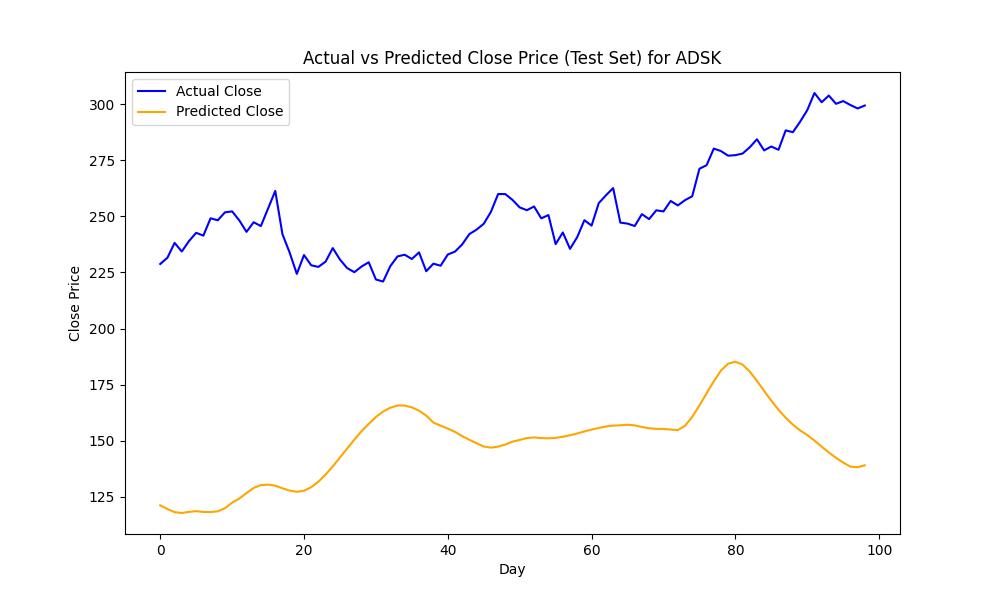 Actual vs Predicted Close Price (Test Set) for ADSK
Actual Close
Predicted Close
300
275
250
225
200
175
150
125
Close Price
0 20 40 60 80 100
Day